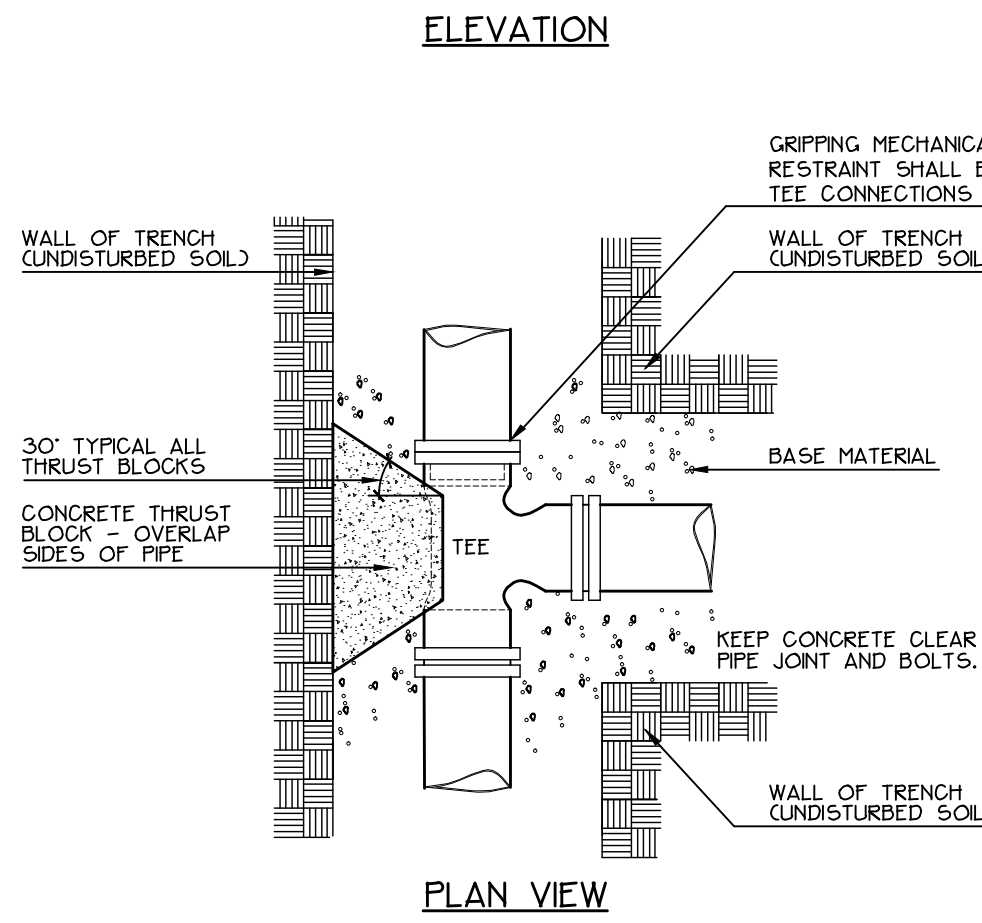 ELEVATION
GRIPPING MECHANICA
RESTRAINT SHALL
TEE CONNECTIONS
WALL OF TRENCH
(UNDISTURBED SOIL)
WALL OF TRENCH
(UNDISTURBED SOIL
30° TYPICAL ALL
THRUST BLOCKS
BASE MATERIAL
CONCRETE THRUST
BLOCK - OVERLAP
SIDES OF PIPE
TEE
KEEP CONCRETE CLEAR
PIPE JOINT AND BOLTS.
WALL OF TRENCH
(UNDISTURBED SOIL
PLAN VIEW